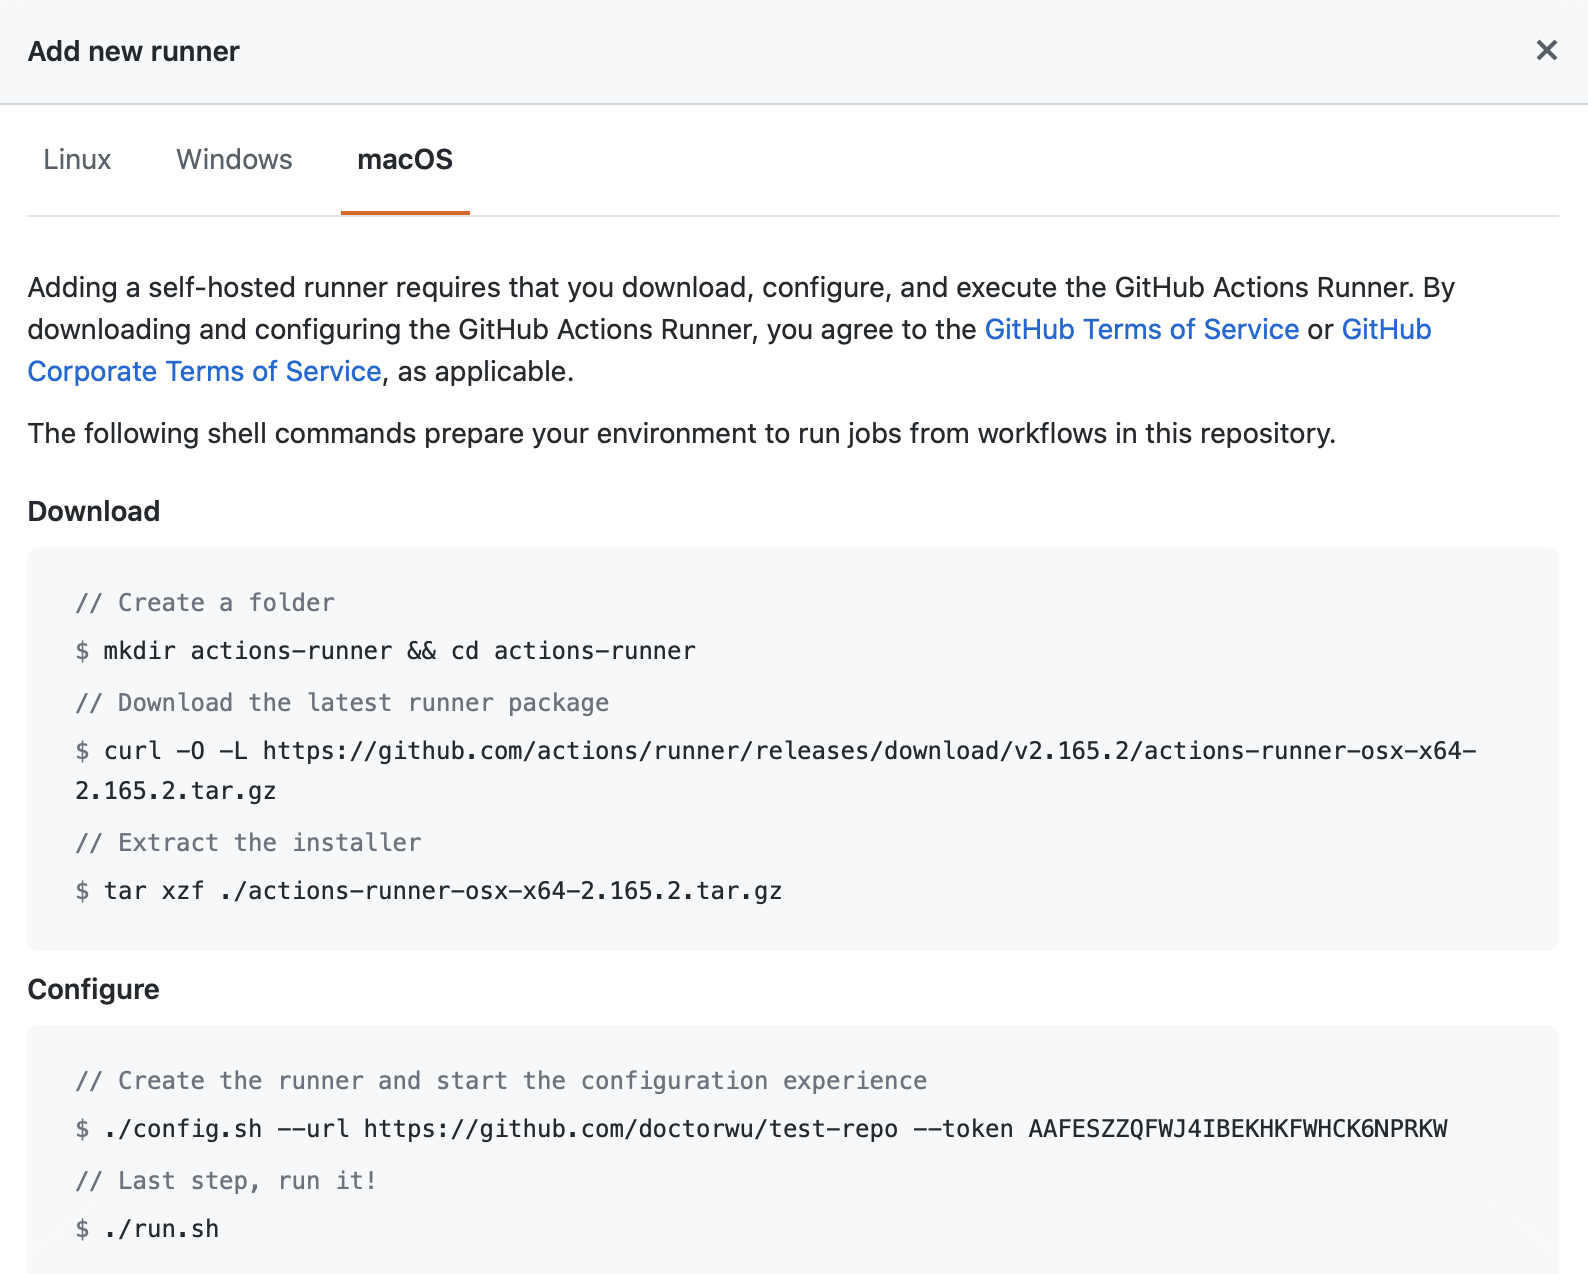 Add new runner
Linux Windows macOS
Adding a self-hosted runner requires that you download, configure, and execute the GitHub Actions Runner. By
downloading and configuring the GitHub Actions Runner, you agree to the GitHub Terms of Service or GitHub
Corporate Terms of Service, as applicable.
The following shell commands prepare your environment to run jobs from workflows in this repository.
Download
// Create a folder
$ mkdir actions-runner && cd actions-runner
// Download the latest runner package
$ curl -O -L https://github.com/actions/runner/releases/download/v2.165.2/actions-runner-osx-x64-
2.165.2.tar.gz
// Extract the installer
$ tar xzf ./actions-runner-osx-x64-2.165.2.tar.gz
Configure
// Create the runner and start the configuration experience
$ ./config.sh --url https://github.com/doctorwu/test-repo --token AAFESZZQFWJ4IBEKHKFWHCK6NPRKW
// Last step, run it!
$ ./run.sh